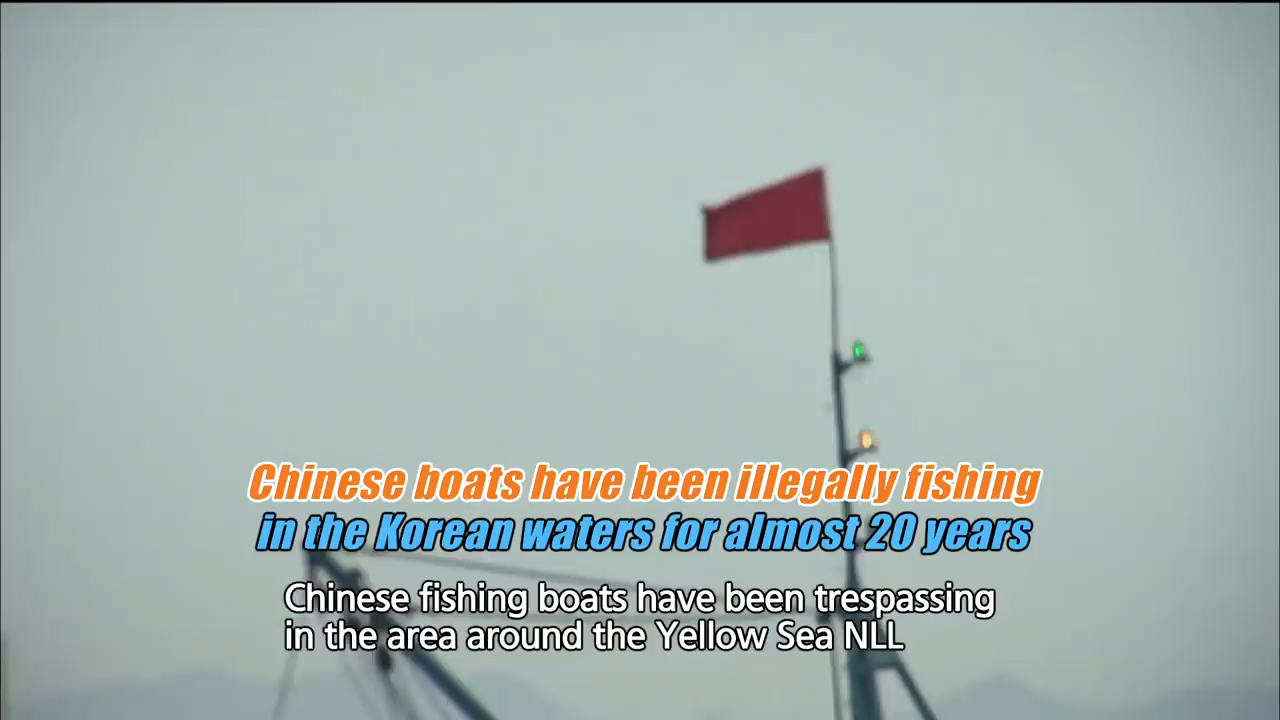 Chinese boats have been illegally fishing
in the Korean waters for almost 20 years
Chinese fishing boats have been trespassing
in the area around the Yellow Sea NLL